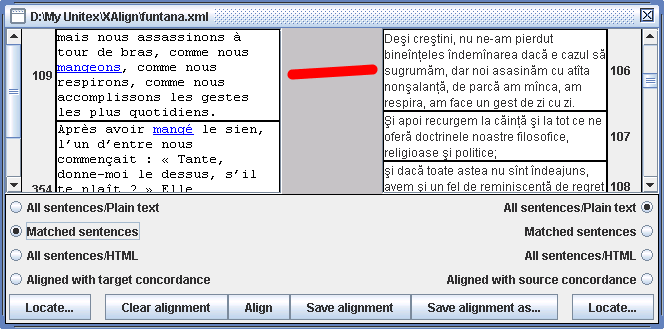 D:\My Unitex\XAlign\funtana.xml
mais nous assassinons à
tour de bras, comme nous
mangeons, comme nous
respirons, comme nous
accomplissons les gestes
les plus quotidiens.
109
Après avoir mangé le sien,
l'un d'entre nous
commençait : « Tante,
donne-moi le dessus, s'il
te plaît ? » Elle
354
Deşi creştini, nu ne-am pierdut
bineînţeles îndemînarea dacă e cazul să
sugrumăm, dar noi asasinăm cu atîta
nonşalanţă, de parcă am mînca, am
respira, am face un gest de zi cu zi.
106
Şi apoi recurgem la căinţă şi la tot ce ne
oferă doctrinele noastre filosofice,
religioase şi politice;
107
şi dacă toate astea nu sînt îndeajuns,
avem şi un fel de reminiscenţă de regret
108
All sentences/Plain text
Matched sentences
All sentences/HTML
Aligned with target concordance
All sentences/Plain text
Matched sentences
All sentences/HTML
Aligned with source concordance
Locate...
Clear alignment
Align
Save alignment
Save alignment as...
Locate...